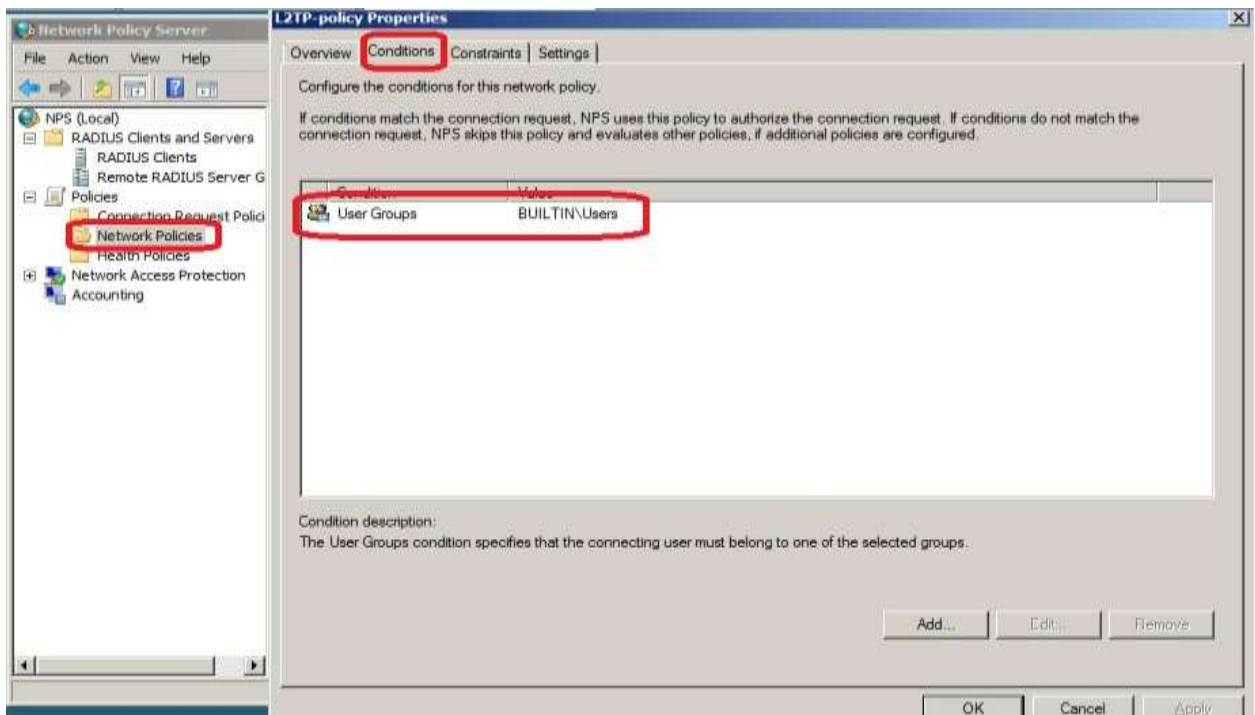 Network Policy Server
File Action View Help
NPS (Local)
RADIUS Clients and Servers
RADIUS Clients
Remote RADIUS Server G
Policies
Connection Request Polici
Network Policies
Health Policies
Network Access Protection
Accounting
L2TP-policy Properties
Overview Conditions Constraints Settings
Configure the conditions for this network policy.
If conditions match the connection request, NPS uses this policy to authorize the connection request. If conditions do not match the
connection request, NPS skips this policy and evaluates other policies, if additional policies are configured.
Condition Value
User Groups BUILTIN\Users
Condition description:
The User Groups condition specifies that the connecting user must belong to one of the selected groups.
Add... Edit... Remove
OK Cancel Apply